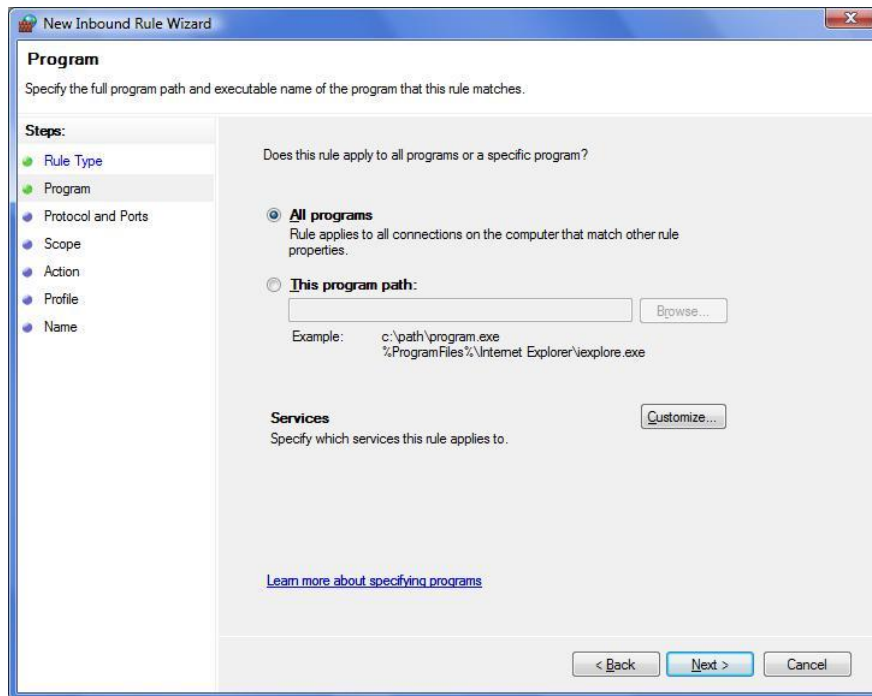 New Inbound Rule Wizard
Program
Specify the full program path and executable name of the program that this rule matches.
Steps:
Rule Type
Program
Protocol and Ports
Scope
Action
Profile
Name
Does this rule apply to all programs or a specific program?
All programs
Rule applies to all connections on the computer that match other rule
properties.
This program path:
Browse...
Example: c:\path\program.exe
%ProgramFiles%\Internet Explorer\iexplore.exe
Services
Customize...
Specify which services this rule applies to.
Learn more about specifying programs
< Back Next > Cancel